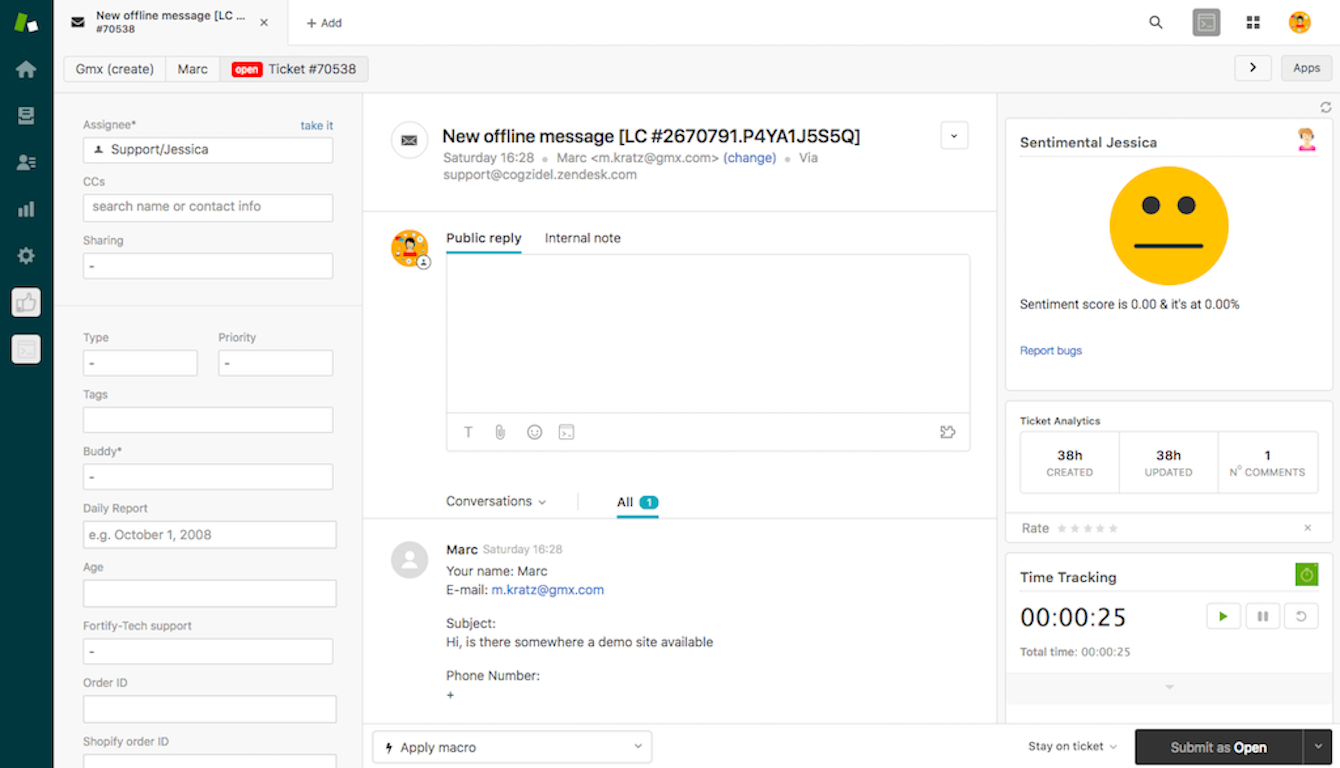 New offline message [LC ...
#70538
Add
Gmx (create)
Marc
open Ticket #70538
Apps
Assignee*
take it
Support/Jessica
CCs
search name or contact info
Sharing
-
Type
Priority
-
-
Tags
Buddy*
-
Daily Report
e.g. October 1, 2008
Age
Fortify-Tech support
-
Order ID
Shopify order ID
New offline message [LC #2670791.P4YA1J5S5Q]
Saturday 16:28 Marc <m.kratz@gmx.com> (change) Via
support@cogzidel.zendesk.com
Public reply
Internal note
T
Conversations
All 1
Marc Saturday 16:28
Your name: Marc
E-mail: m.kratz@gmx.com
Subject:
Hi, is there somewhere a demo site available
Phone Number:
+
Apply macro
Stay on ticket
Submit as Open
Sentimental Jessica
Sentiment score is 0.00 & it's at 0.00%
Report bugs
Ticket Analytics
38h
CREATED
38h
UPDATED
1
N° COMMENTS
Rate
Time Tracking
00:00:25
Total time: 00:00:25